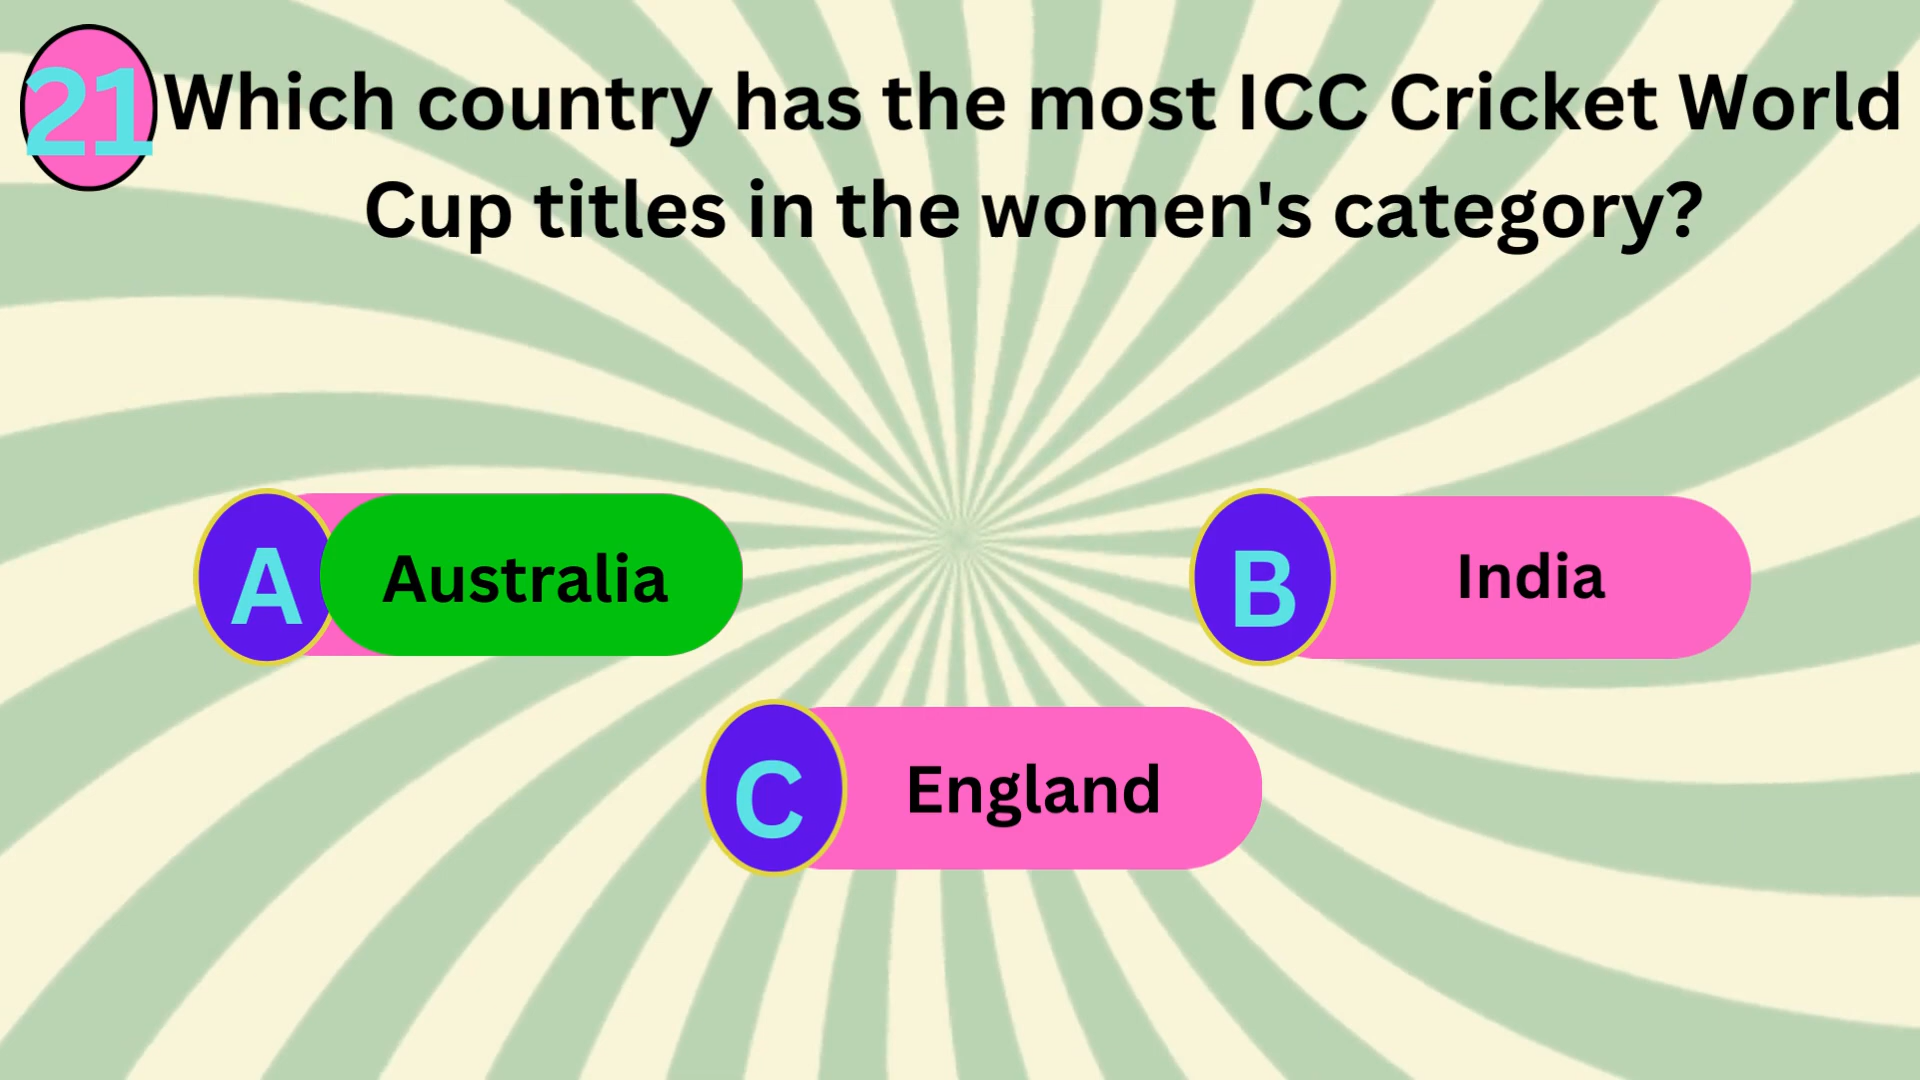 21 Which country has the most ICC Cricket World
Cup titles in the women's category?
A Australia
B India
C England